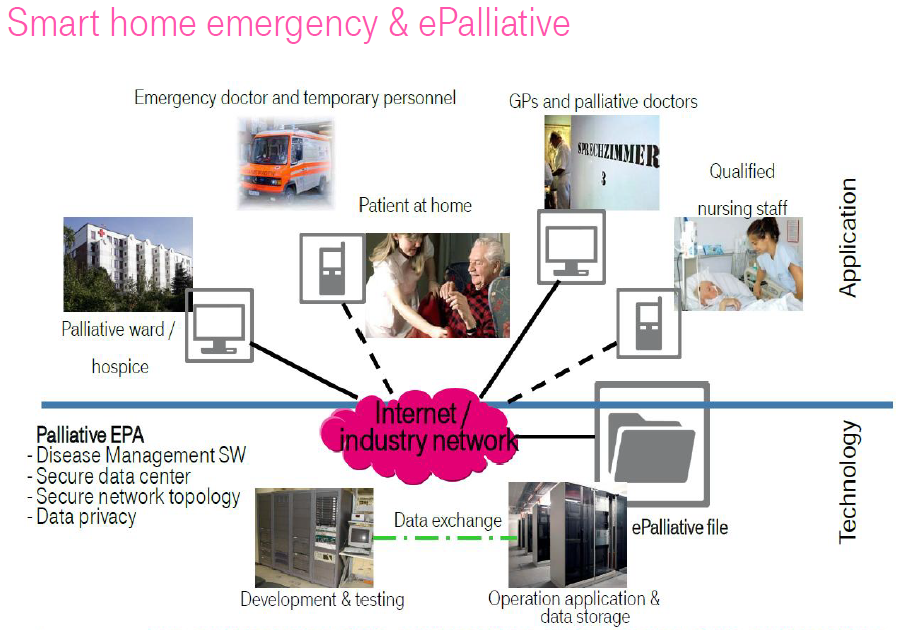 Smart home emergency & ePalliative
Emergency doctor and temporary personnel
GPs and palliative doctors
SPRECHZIMMER
3
Qualified
nursing staff
Patient at home
Application
Palliative ward /
hospice
Internet /
industry network
Palliative EPA
- Disease Management SW
- Secure data center
- Secure network topology
- Data privacy
Technology
Data exchange
ePalliative file
Development & testing
Operation application &
data storage